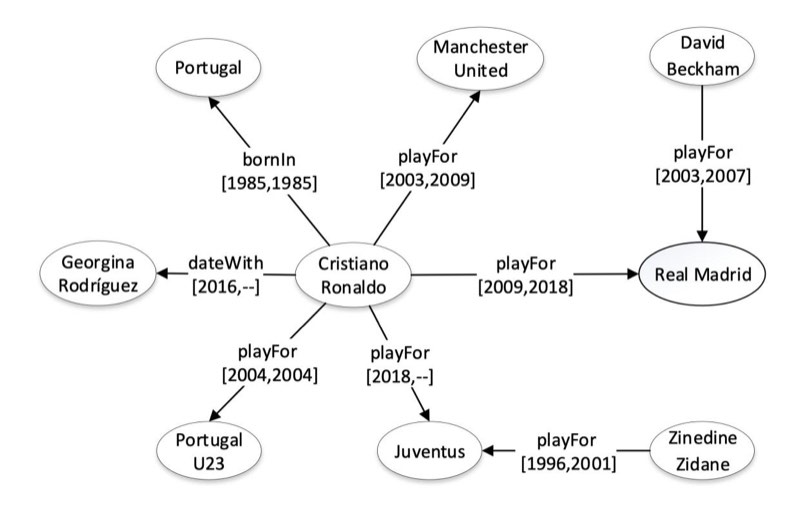 Portugal
Manchester
United
David
Beckham
bornIn
[1985,1985]
playFor
[2003,2009]
playFor
[2003,2007]
Georgina
Rodríguez
dateWith
[2016,--]
Cristiano
Ronaldo
playFor
[2009,2018]
Real Madrid
playFor
[2004,2004]
playFor
[2018,--]
Portugal
U23
Juventus
playFor
[1996,2001]
Zinedine
Zidane